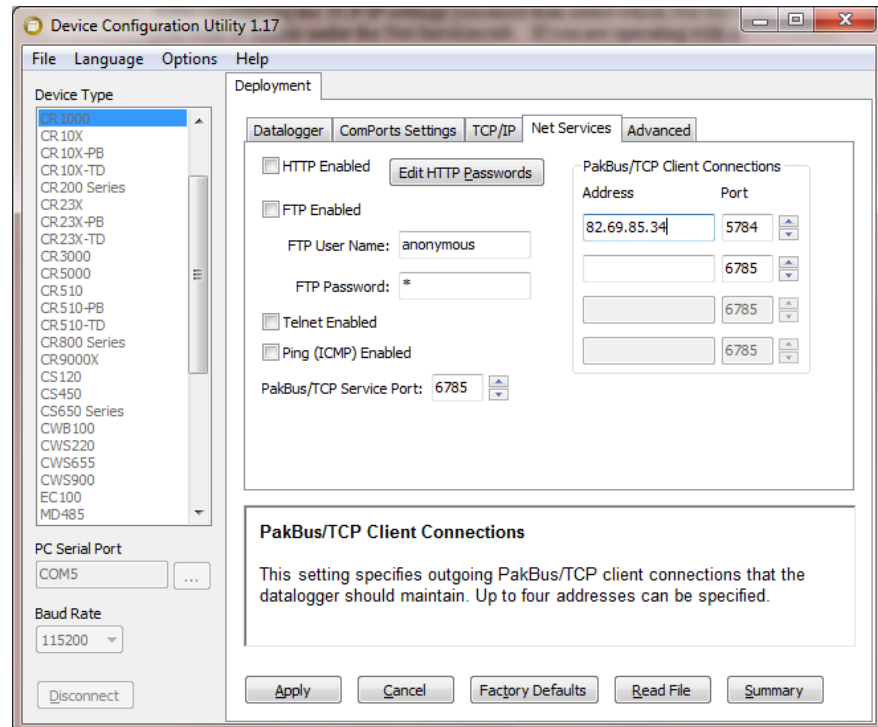 Device Configuration Utility 1.17
File Language Options Help
Device Type
CR1000
CR10X
CR10X-PB
CR10X-TD
CR200 Series
CR23X
CR23X-PB
CR23X-TD
CR3000
CR5000
CR510
CR510-PB
CR510-TD
CR800 Series
CR9000X
CS120
CS450
CS650 Series
CWB100
CWS220
CWS655
CWS900
EC100
MD485
PC Serial Port
COM5
...
Baud Rate
115200
Disconnect
Deployment
Datalogger ComPorts Settings TCP/IP Net Services Advanced
HTTP Enabled Edit HTTP Passwords
FTP Enabled
FTP User Name: anonymous
FTP Password: *
Telnet Enabled
Ping (ICMP) Enabled
PakBus/TCP Service Port: 6785
PakBus/TCP Client Connections
Address Port
82.69.85.34 5784
6785
6785
6785
PakBus/TCP Client Connections
This setting specifies outgoing PakBus/TCP client connections that the
datalogger should maintain. Up to four addresses can be specified.
Apply Cancel Factory Defaults Read File Summary